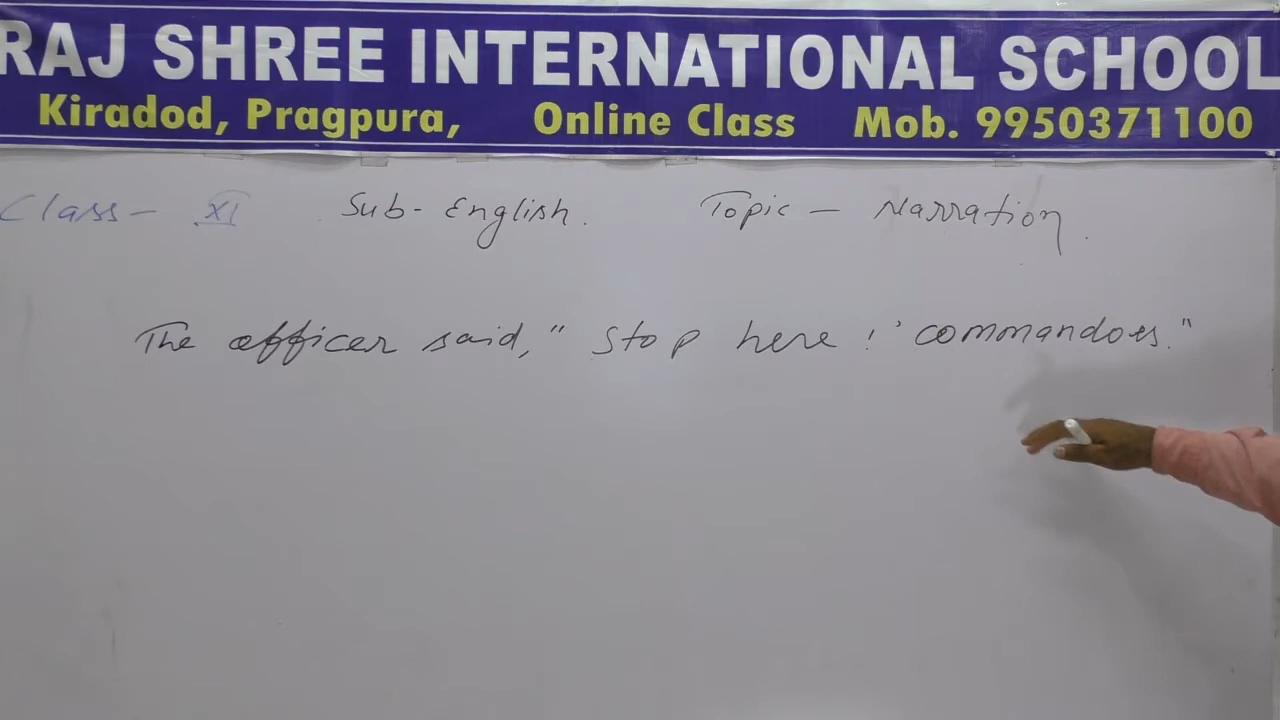 RAJ SHREE INTERNATIONAL SCHOOL
Kiradod, Pragpura, Online Class Mob. 9950371100
Class - XI Sub - English. Topic - Narration.
The officer said, " Stop here ! ' commandoes."